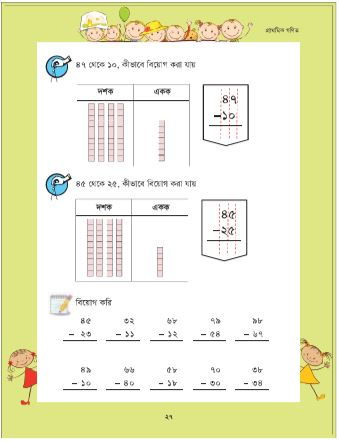 প্রাথমিক গণিত
৪৭ থেকে ১০, কীভাবে বিয়োগ করা যায়
দশক একক
৪৭
−১০
৪৫ থেকে ২৫, কীভাবে বিয়োগ করা যায়
দশক একক
৪৫
−২৫
বিয়োগ করি
৪৫ ৩২ ৬৮ ৭৯ ৯৮
− ২৩ − ১১ − ১২ − ৫৪ − ৬৭
৪৯ ৬৬ ৫৮ ৭০ ৩৮
− ১০ − ৪০ − ১৮ − ৩০ − ৩৪
২৭